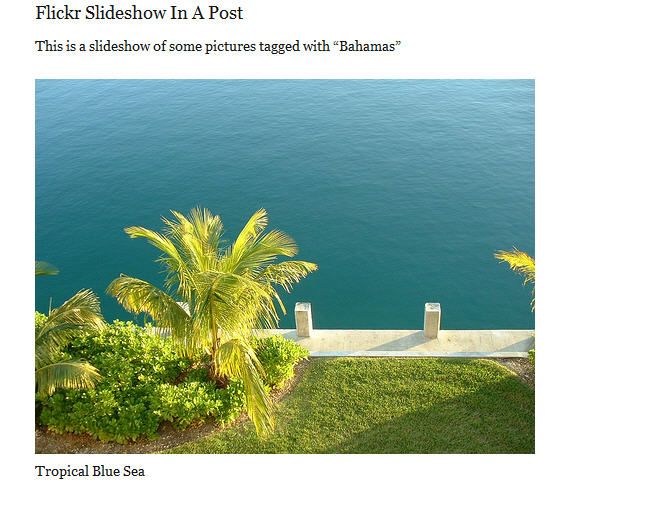 Flickr Slideshow In A Post
This is a slideshow of some pictures tagged with “Bahamas”
Tropical Blue Sea